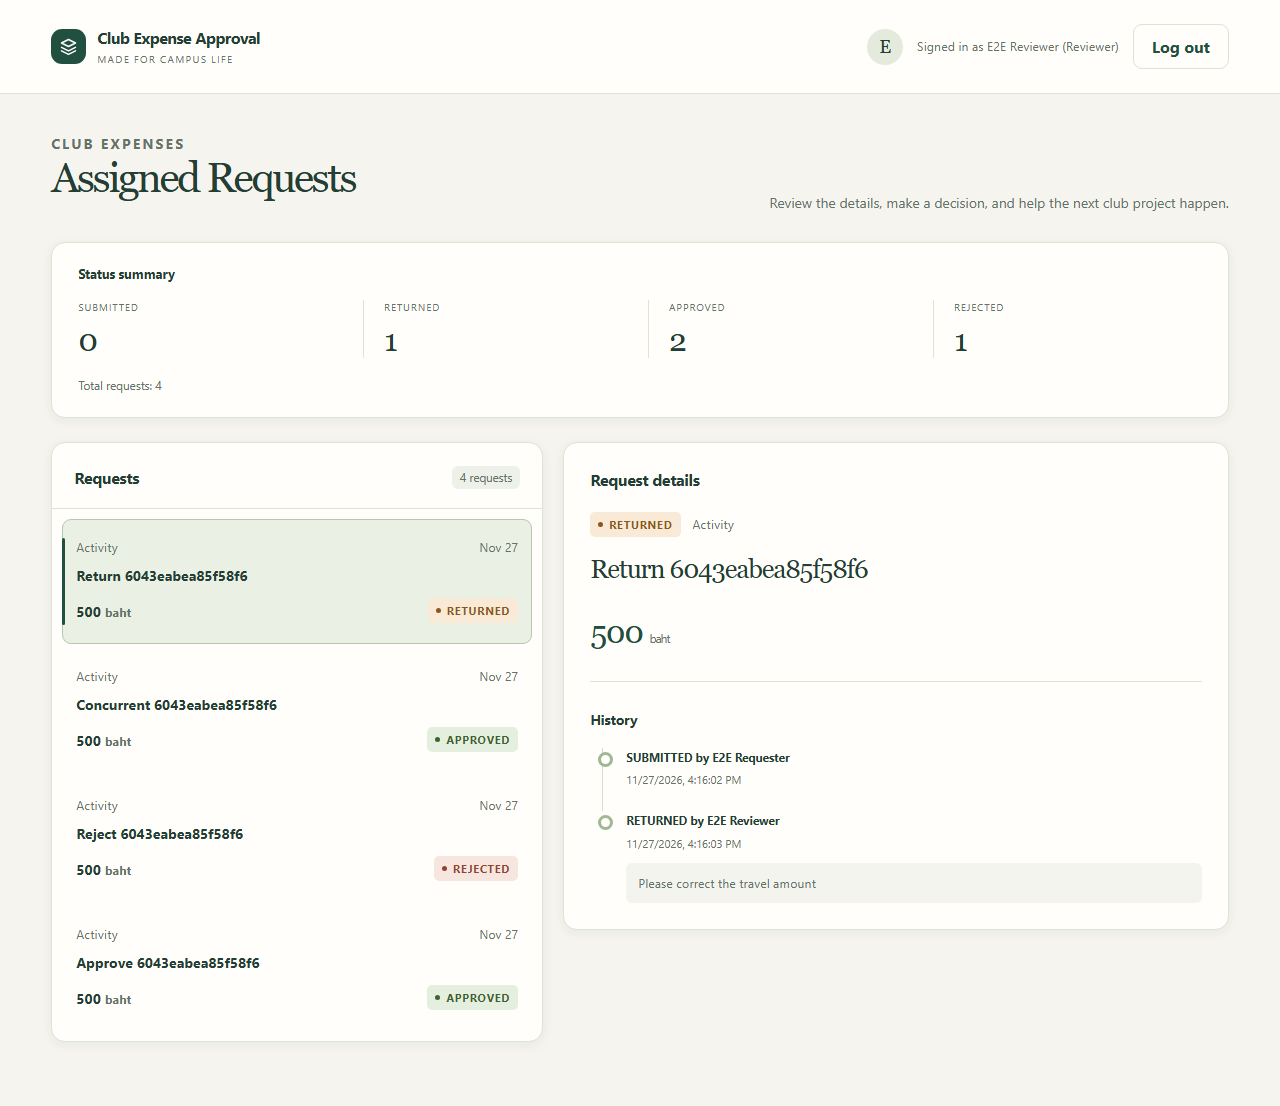 Club Expense Approval
MADE FOR CAMPUS LIFE
E
Signed in as E2E Reviewer (Reviewer)
Log out
CLUB EXPENSES
Assigned Requests
Review the details, make a decision, and help the next club project happen.
Status summary
SUBMITTED
0
RETURNED
1
APPROVED
2
REJECTED
1
Total requests: 4
Requests
4 requests
Activity
Nov 27
Return 6043eabea85f58f6
500 baht
RETURNED
Activity
Nov 27
Concurrent 6043eabea85f58f6
500 baht
APPROVED
Activity
Nov 27
Reject 6043eabea85f58f6
500 baht
REJECTED
Activity
Nov 27
Approve 6043eabea85f58f6
500 baht
APPROVED
Request details
RETURNED
Activity
Return 6043eabea85f58f6
500 baht
History
SUBMITTED by E2E Requester
11/27/2026, 4:16:02 PM
RETURNED by E2E Reviewer
11/27/2026, 4:16:03 PM
Please correct the travel amount